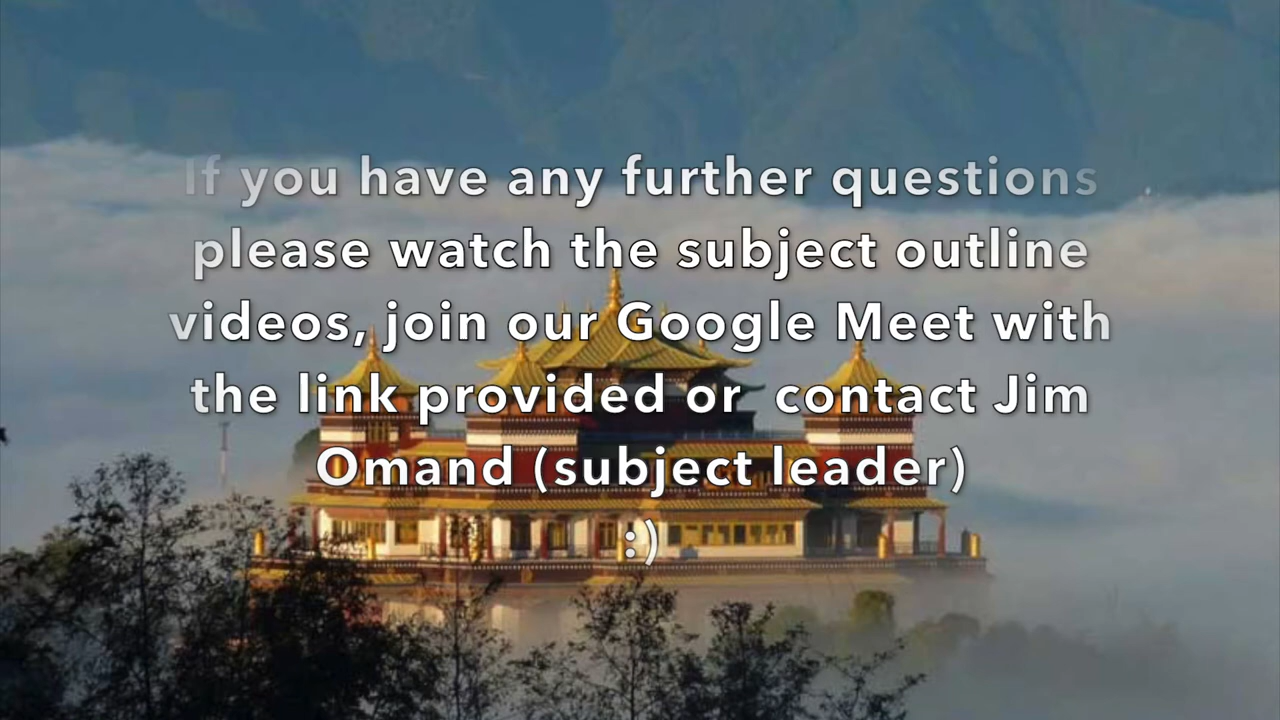 If you have any further questions
please watch the subject outline
videos, join our Google Meet with
the link provided or  contact Jim
Omand (subject leader)
:)